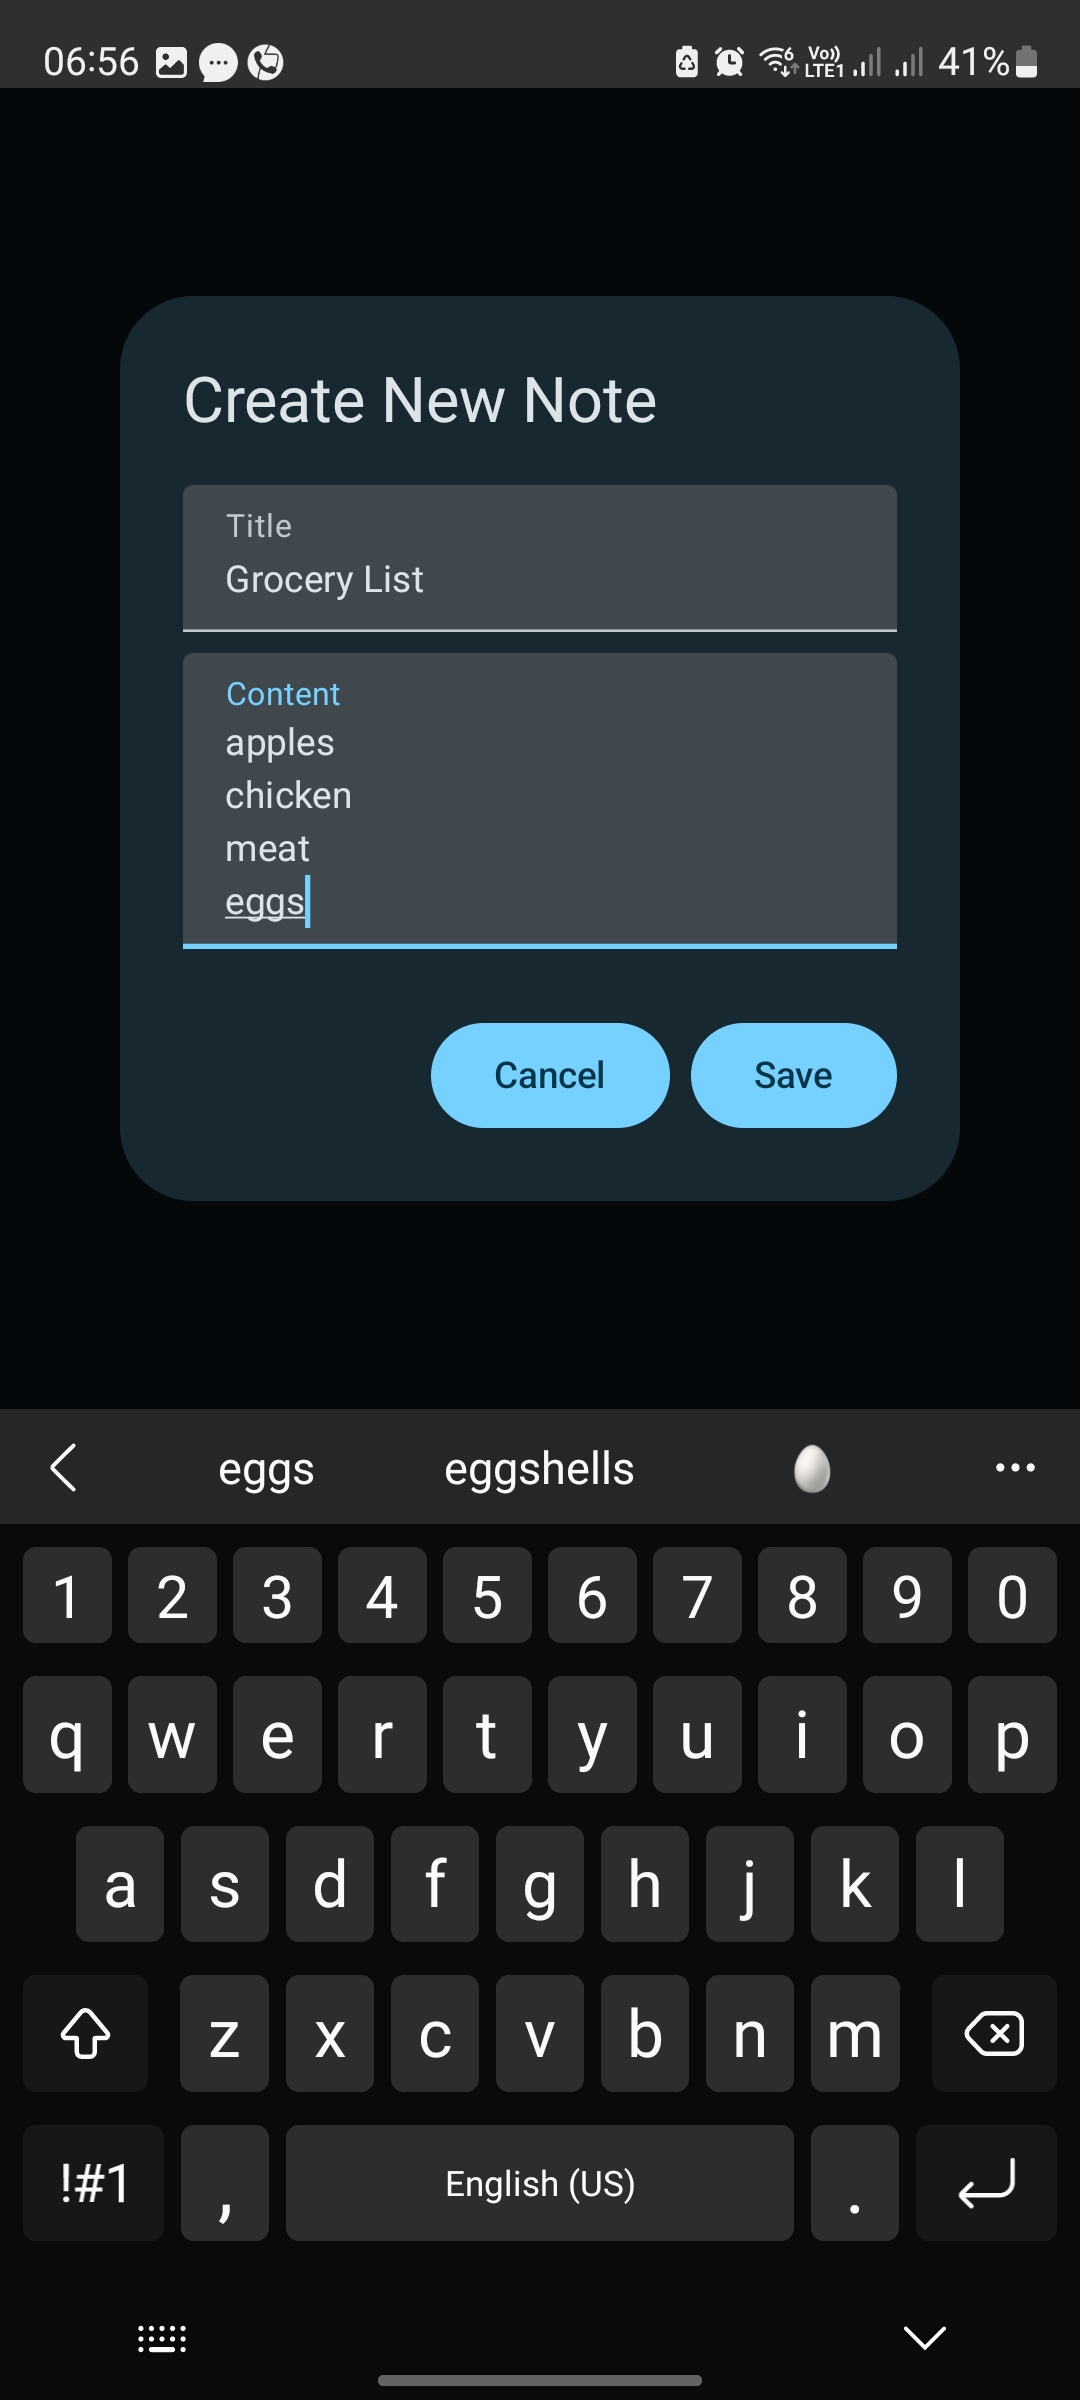 06:56 6 Vo)) LTE1 41%
Create New Note
Title
Grocery List
Content
apples
chicken
meat
eggs
Cancel Save
eggs eggshells ...
1 2 3 4 5 6 7 8 9 0
q w e r t y u i o p
a s d f g h j k l
z x c v b n m
!#1 , English (US) .